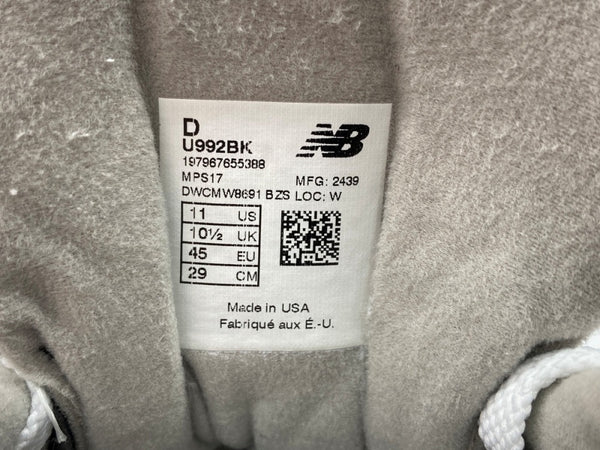 D
U992BK
NB
197967655388
MPS17 MFG: 2439
DWCMW8691 BZS LOC: W
11 US
10½ UK
45 EU
29 CM
Made in USA
Fabriqué aux É.-U.